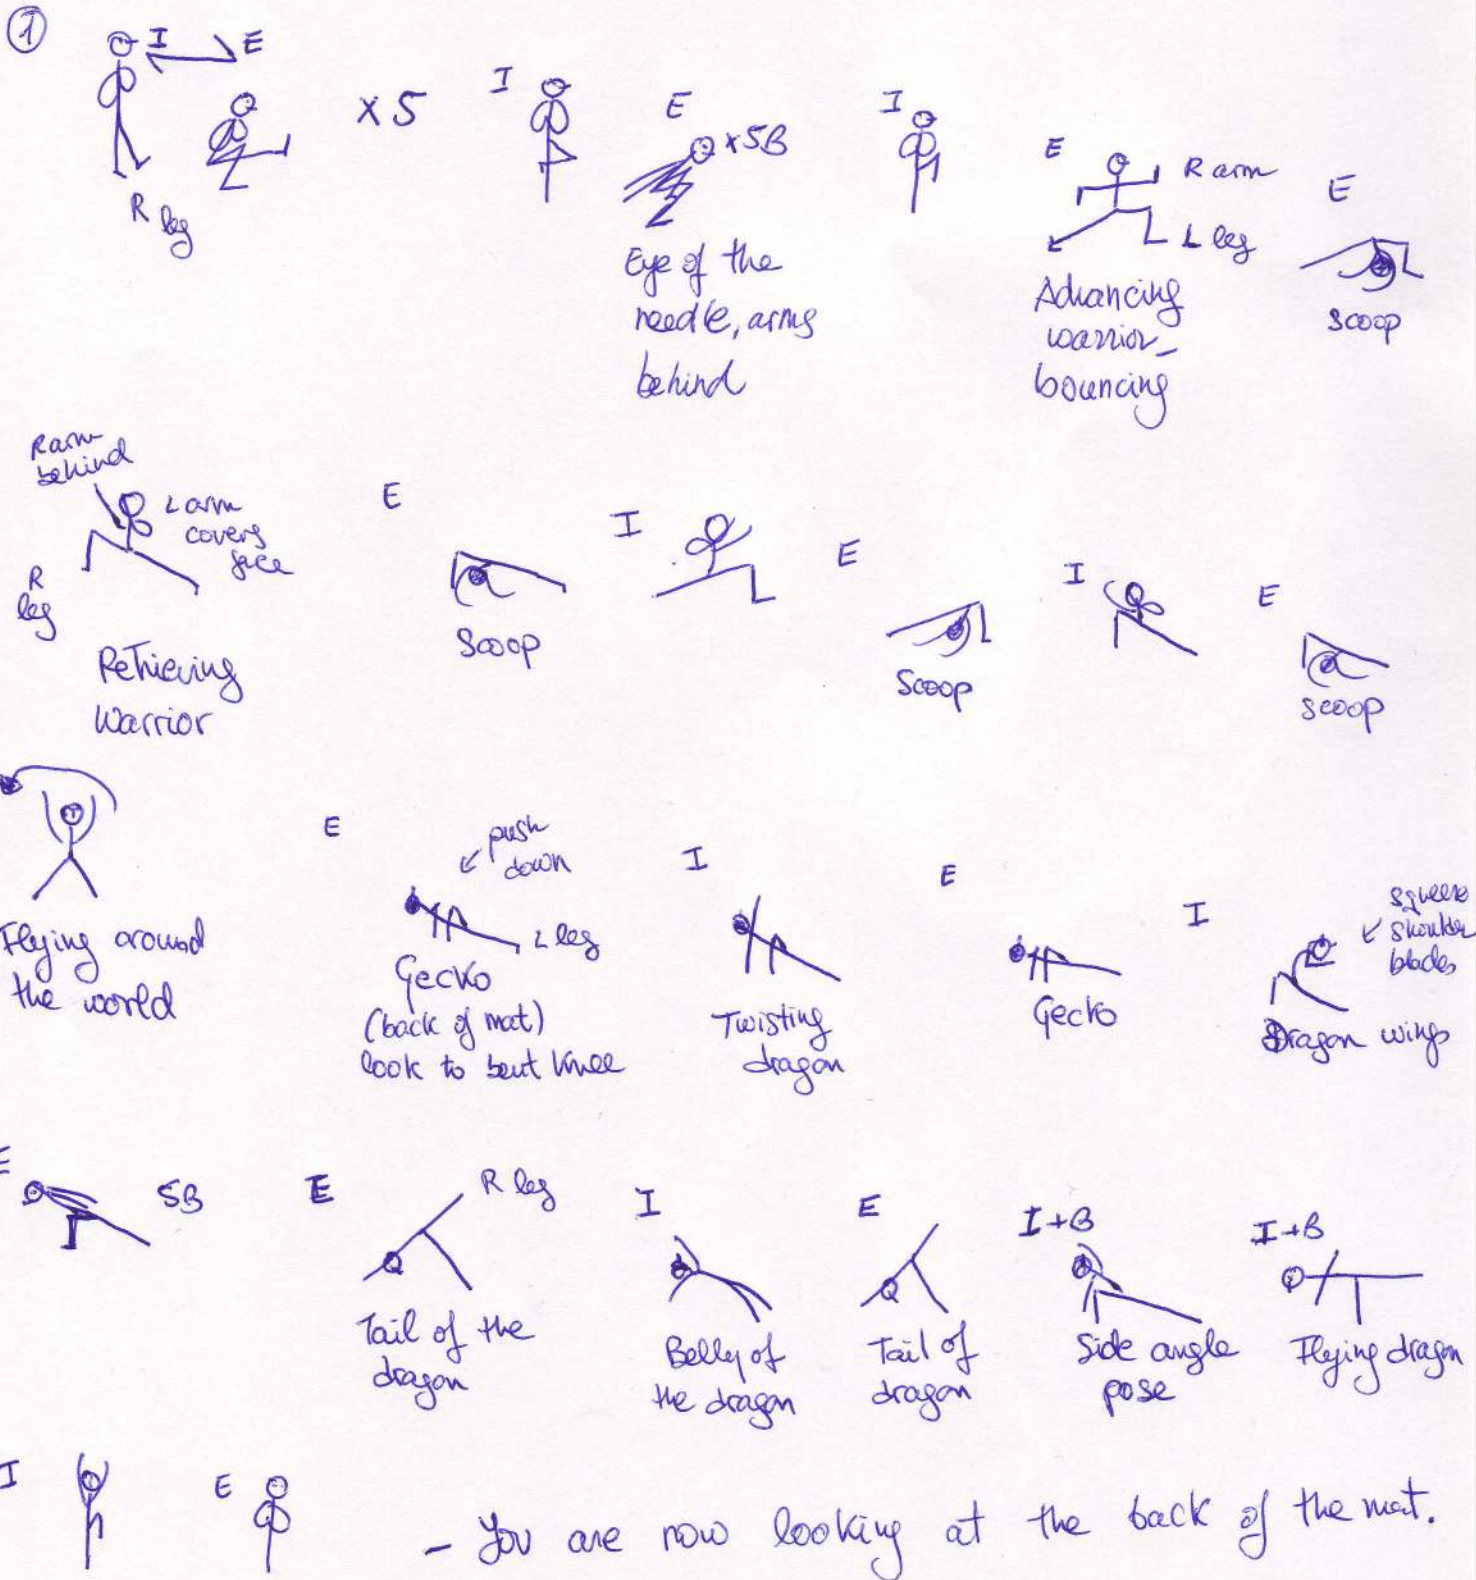 1
I E
x 5
R leg
I
E
x5B
Eye of the
needle, arms
behind
I
E
R arm
L leg
Advancing
warrior -
bouncing
E
scoop
R arm
behind
L arm
covers
face
R
leg
Retrieving
warrior
E
Scoop
I
E
Scoop
I
E
scoop
Flying around
the world
E
push
down
L leg
Gecko
(back of mat)
look to bent knee
I
Twisting
dragon
E
Gecko
I
squeeze
shoulder
blades
Dragon wings
E
5B
E
R leg
Tail of the
dragon
I
Belly of
the dragon
E
Tail of
dragon
I+B
Side angle
pose
I+B
Flying dragon
I
E
- You are now looking at the back of the mat.